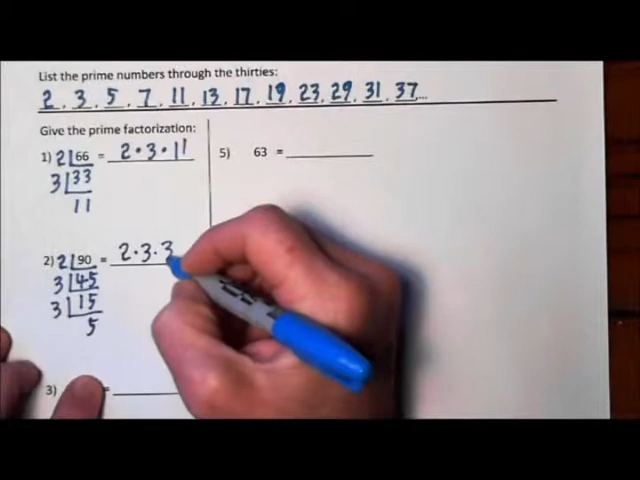 List the prime numbers through the thirties:
2, 3, 5, 7, 11, 13, 17, 19, 23, 29, 31, 37...
Give the prime factorization:
1) 2 66 = 2·3·11
3 33
11
2) 2 90 = 2·3·3
3 45
3 15
5
3) =
5) 63 =